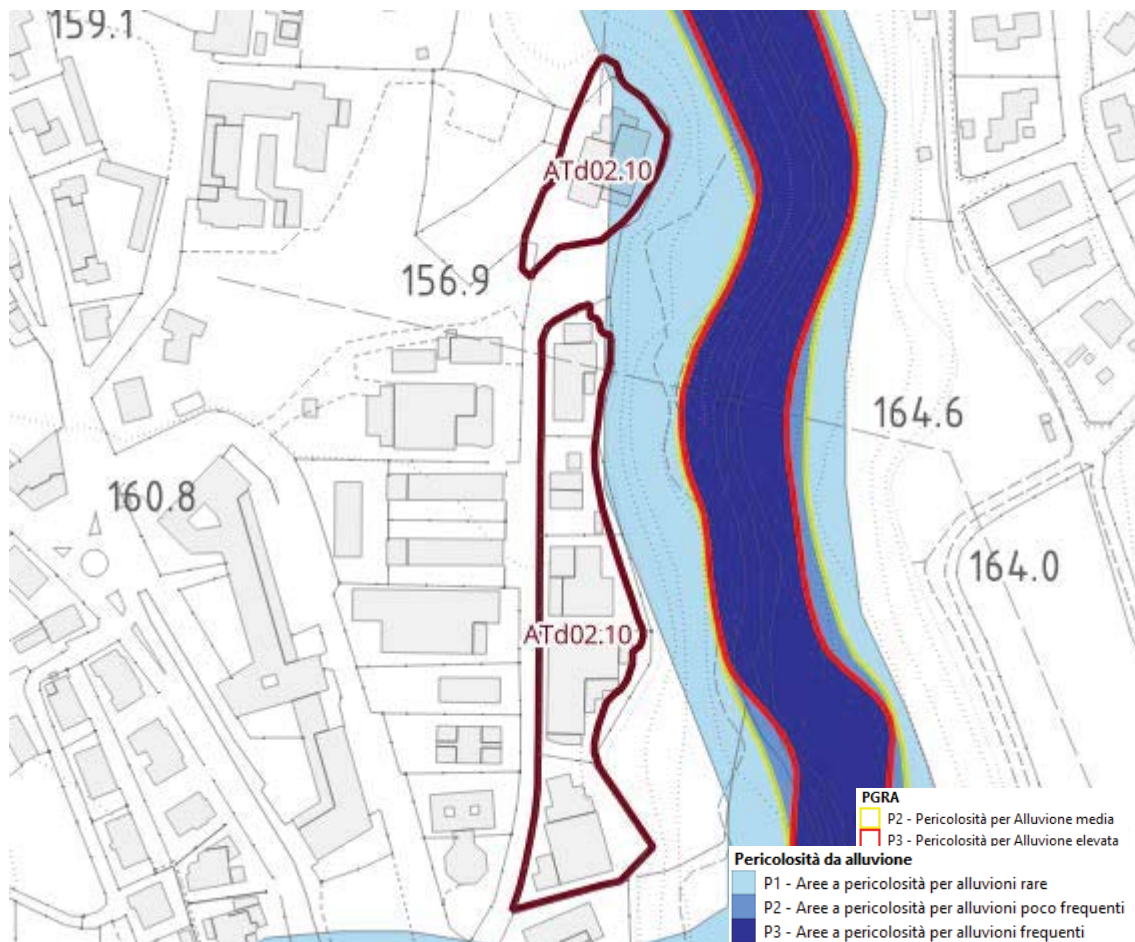 159.1
ATd02.10
156.9
164.6
160.8
164.0
ATd02.10
PGRA
P2 - Pericolosità per Alluvione media
P3 - Pericolosità per Alluvione elevata
Pericolosità da alluvione
P1 - Aree a pericolosità per alluvioni rare
P2 - Aree a pericolosità per alluvioni poco frequenti
P3 - Aree a pericolosità per alluvioni frequenti